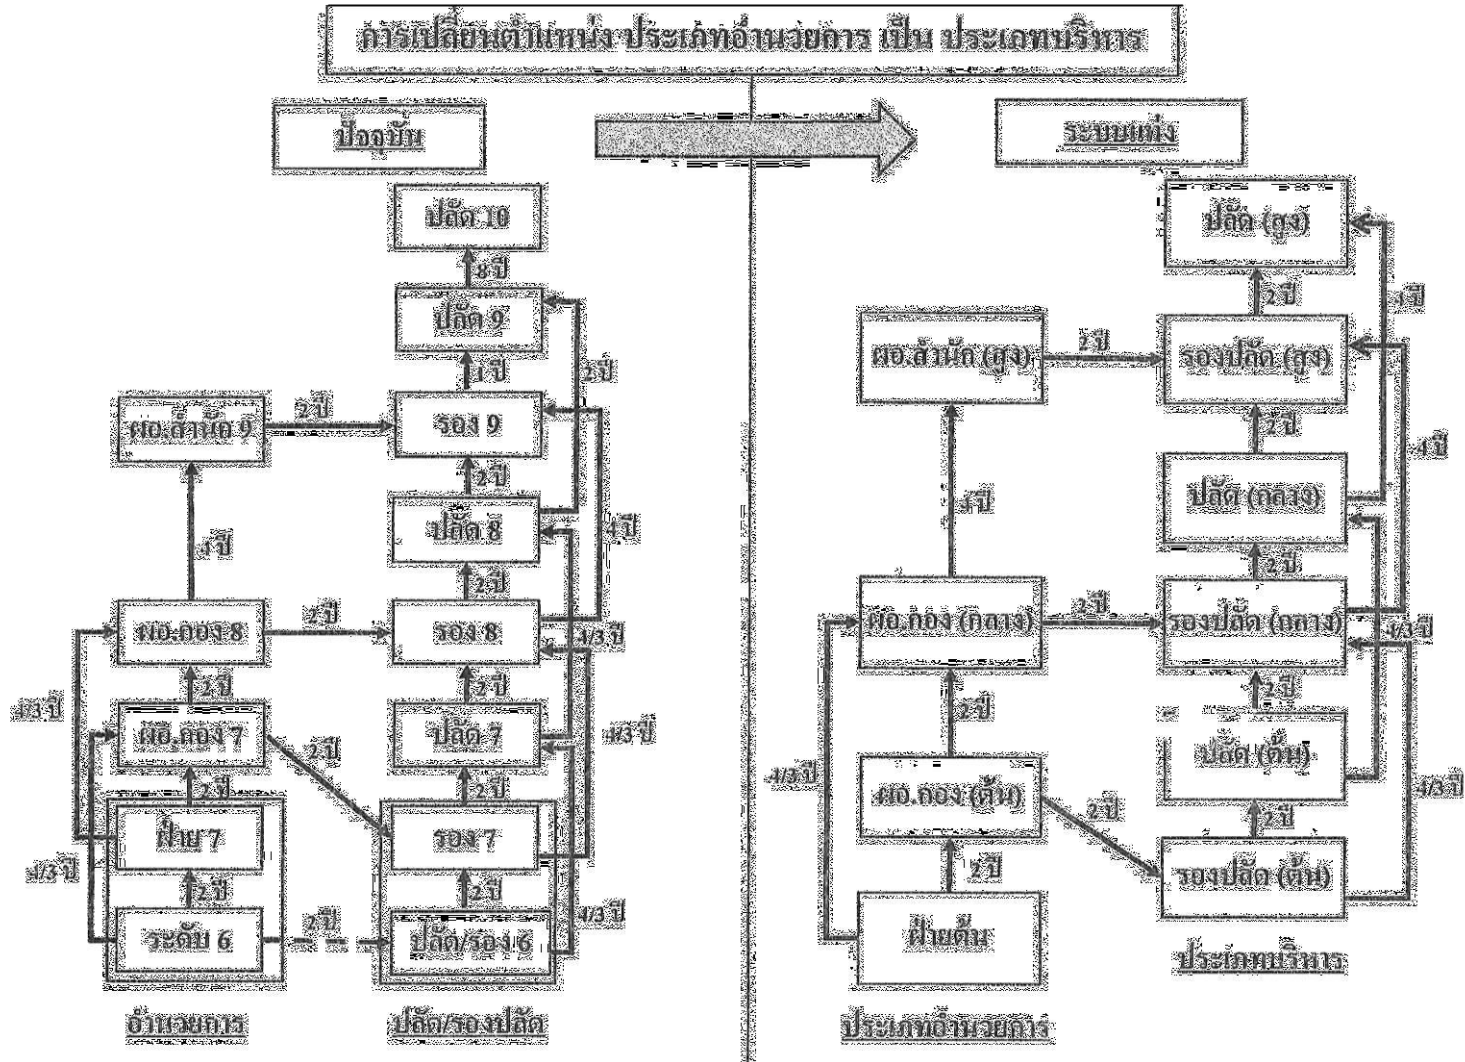 การเปลี่ยนตำแหน่ง ประเภทอำนวยการ เป็น ประเภทบริหาร
ปัจจุบัน
ปลัด 10
8 ปี
ปลัด 9
1 ปี
2 ปี
ผอ.สำนัก 9
2 ปี
รอง 9
2 ปี
4 ปี
ปลัด 8
4 ปี
2 ปี
ผอ.กอง 8
2 ปี
รอง 8
4/3 ปี
2 ปี
2 ปี
4/3 ปี
ผอ.กอง 7
ปลัด 7
4/3 ปี
2 ปี
2 ปี
2 ปี
ฝ่าย 7
รอง 7
4/3 ปี
2 ปี
2 ปี
4/3 ปี
ระดับ 6
2 ปี
ปลัด/รอง 6
อำนวยการ
ปลัด/รองปลัด
ระบบแท่ง
ปลัด (สูง)
2 ปี
4 ปี
ผอ.สำนัก (สูง)
2 ปี
รองปลัด (สูง)
2 ปี
4 ปี
ปลัด (กลาง)
4 ปี
2 ปี
ผอ.กอง (กลาง)
2 ปี
รองปลัด (กลาง)
4/3 ปี
2 ปี
2 ปี
ปลัด (ต้น)
4/3 ปี
ผอ.กอง (ต้น)
2 ปี
2 ปี
4/3 ปี
2 ปี
รองปลัด (ต้น)
ฝ่ายต้น
ประเภทบริหาร
ประเภทอำนวยการ